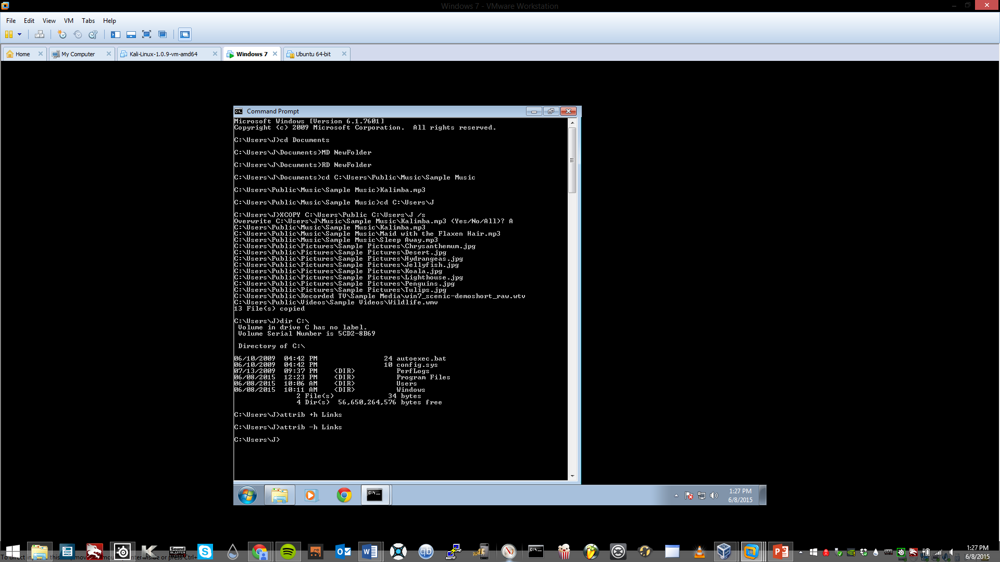 Windows 7 - VMware Workstation
File Edit View VM Tabs Help
Home My Computer Kali-Linux-1.0.9-vm-amd64 Windows 7 Ubuntu 64-bit
Command Prompt
Microsoft Windows [Version 6.1.7601]
Copyright (c) 2009 Microsoft Corporation.  All rights reserved.
C:\Users\J>cd Documents
C:\Users\J\Documents>MD NewFolder
C:\Users\J\Documents>RD NewFolder
C:\Users\J\Documents>cd C:\Users\Public\Music\Sample Music
C:\Users\Public\Music\Sample Music>Kalimba.mp3
C:\Users\Public\Music\Sample Music>cd C:\Users\J
C:\Users\J>XCOPY C:\Users\Public C:\Users\J /s
Overwrite C:\Users\J\Music\Sample Music\Kalimba.mp3 (Yes/No/All)? A
C:\Users\Public\Music\Sample Music\Kalimba.mp3
C:\Users\Public\Music\Sample Music\Maid with the Flaxen Hair.mp3
C:\Users\Public\Music\Sample Music\Sleep Away.mp3
C:\Users\Public\Pictures\Sample Pictures\Chrysanthemum.jpg
C:\Users\Public\Pictures\Sample Pictures\Desert.jpg
C:\Users\Public\Pictures\Sample Pictures\Hydrangeas.jpg
C:\Users\Public\Pictures\Sample Pictures\Jellyfish.jpg
C:\Users\Public\Pictures\Sample Pictures\Koala.jpg
C:\Users\Public\Pictures\Sample Pictures\Lighthouse.jpg
C:\Users\Public\Pictures\Sample Pictures\Penguins.jpg
C:\Users\Public\Pictures\Sample Pictures\Tulips.jpg
C:\Users\Public\Recorded TV\Sample Media\win7_scenic-demoshort_raw.wtv
C:\Users\Public\Videos\Sample Videos\Wildlife.wmv
13 File(s) copied
C:\Users\J>dir C:\
Volume in drive C has no label.
Volume Serial Number is 5CD2-8B69
Directory of C:\
06/10/2009  04:42 PM                24 autoexec.bat
06/10/2009  04:42 PM                10 config.sys
07/13/2009  09:37 PM    <DIR>          PerfLogs
06/08/2015  12:23 PM    <DIR>          Program Files
06/08/2015  10:06 AM    <DIR>          Users
06/08/2015  10:11 AM    <DIR>          Windows
2 File(s)             34 bytes
4 Dir(s)  56,650,264,576 bytes free
C:\Users\J>attrib +h Links
C:\Users\J>attrib -h Links
C:\Users\J>
1:27 PM
6/8/2015
Sound
BLASTER
1:27 PM
6/8/2015